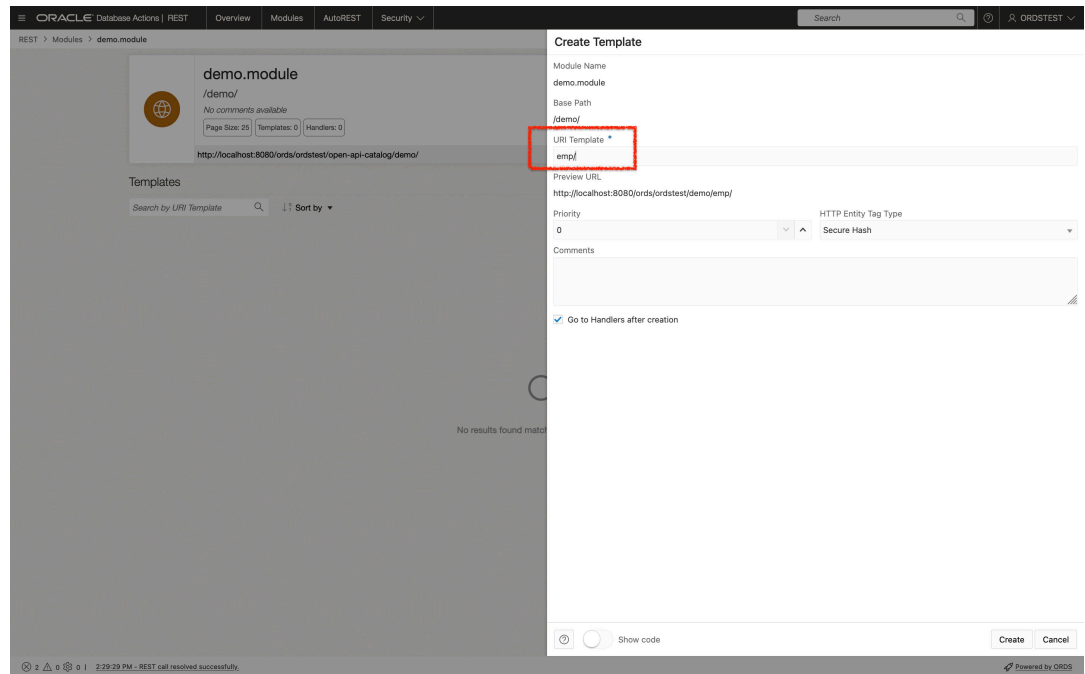 ORACLE Database Actions | REST Overview Modules AutoREST Security Search ORDSTEST
REST > Modules > demo.module
demo.module
/demo/
No comments available
Page Size: 25 Templates: 0 Handlers: 0
http://localhost:8080/ords/ordstest/open-api-catalog/demo/
Templates
Search by URI Template Sort by
No results found match
Create Template
Module Name
demo.module
Base Path
/demo/
URI Template *
emp/
Preview URL
http://localhost:8080/ords/ordstest/demo/emp/
Priority HTTP Entity Tag Type
0 Secure Hash
Comments
Go to Handlers after creation
Show code Create Cancel
2 0 0 | 2:29:29 PM - REST call resolved successfully. Powered by ORDS